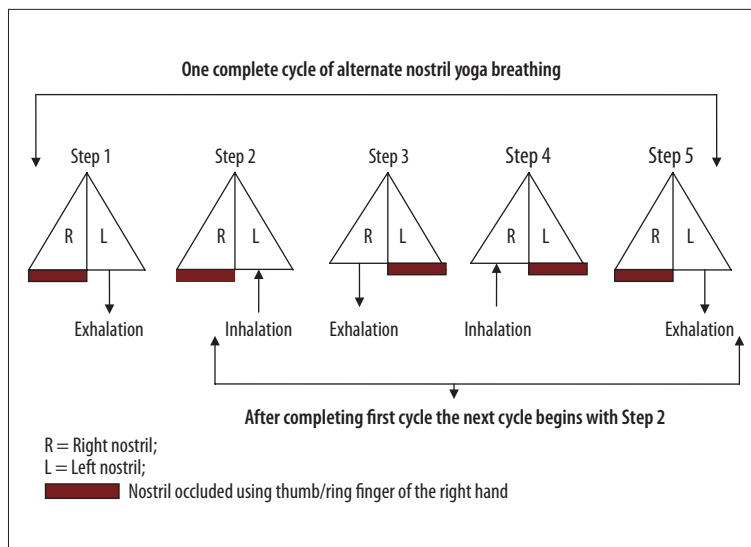 One complete cycle of alternate nostril yoga breathing
Step 1 Step 2 Step 3 Step 4 Step 5
R L R L R L R L R L
Exhalation Inhalation Exhalation Inhalation Exhalation
After completing first cycle the next cycle begins with Step 2
R = Right nostril;
L = Left nostril;
Nostril occluded using thumb/ring finger of the right hand